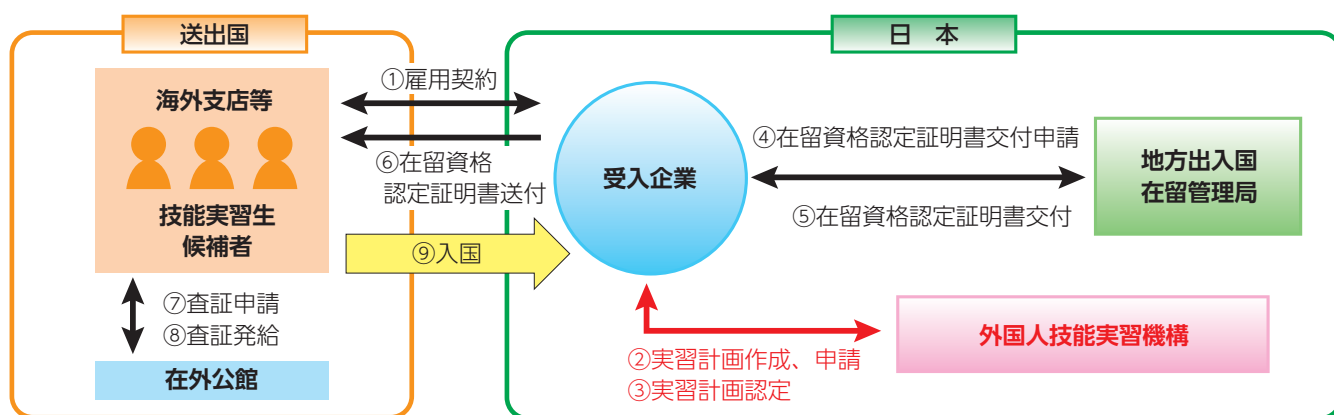 送出国
海外支店等
技能実習生
候補者
①雇用契約
⑥在留資格
認定証明書送付
⑨入国
⑦査証申請
⑧査証発給
在外公館
日 本
受入企業
④在留資格認定証明書交付申請
⑤在留資格認定証明書交付
地方出入国
在留管理局
②実習計画作成、申請
③実習計画認定
外国人技能実習機構